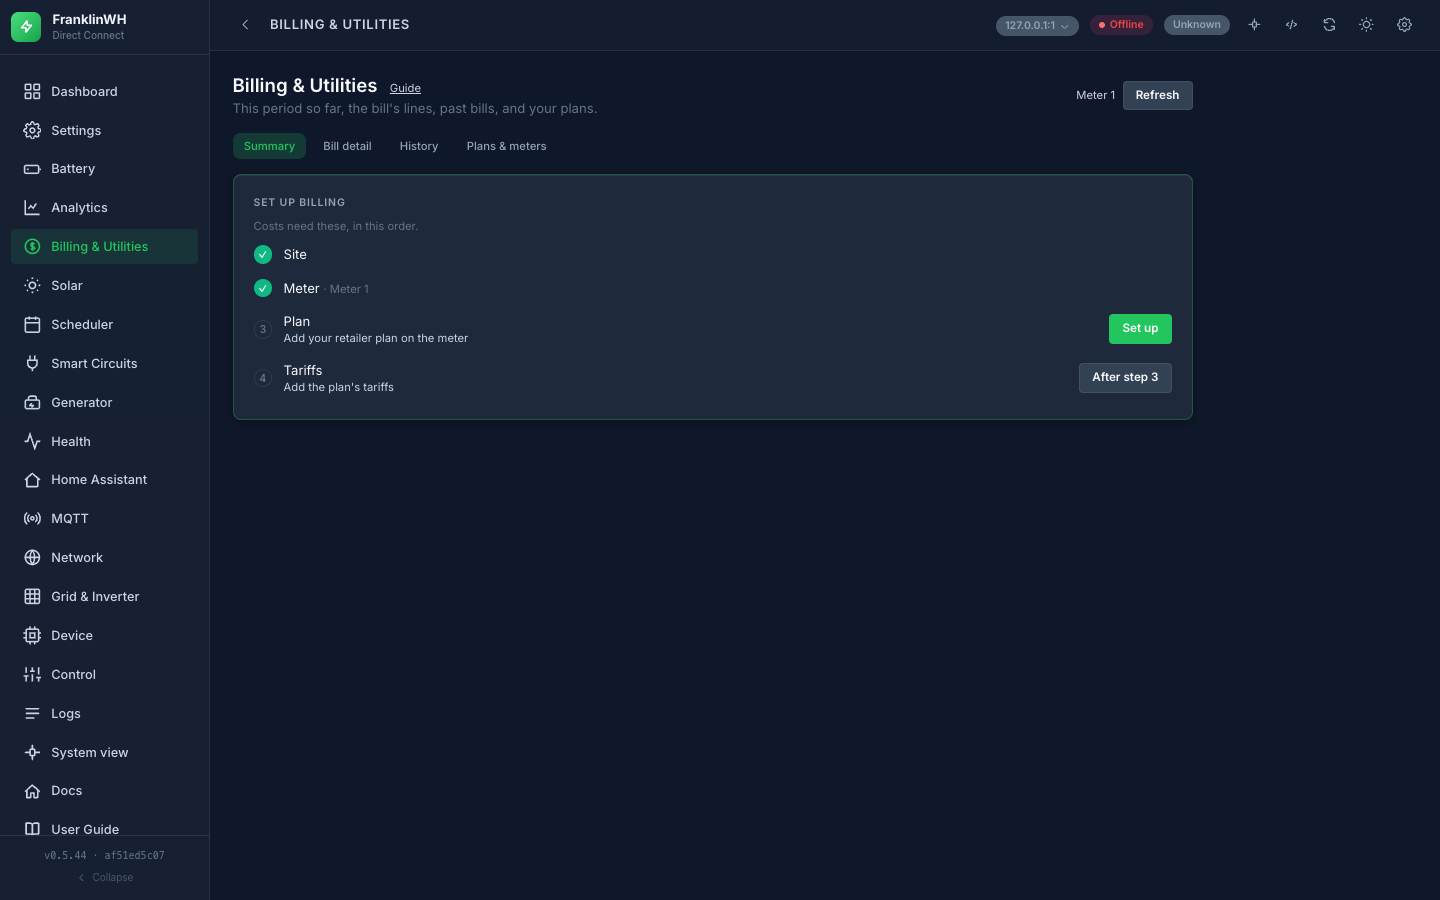 FranklinWH
Direct Connect
Dashboard
Settings
Battery
Analytics
Billing & Utilities
Solar
Scheduler
Smart Circuits
Generator
Health
Home Assistant
MQTT
Network
Grid & Inverter
Device
Control
Logs
System view
Docs
User Guide
v0.5.44 · af51ed5c07
Collapse
BILLING & UTILITIES
127.0.0.1:1
Offline
Unknown
Billing & Utilities Guide
This period so far, the bill's lines, past bills, and your plans.
Meter 1 Refresh
Summary Bill detail History Plans & meters
SET UP BILLING
Costs need these, in this order.
Site
Meter · Meter 1
3 Plan
Add your retailer plan on the meter
Set up
4 Tariffs
Add the plan's tariffs
After step 3